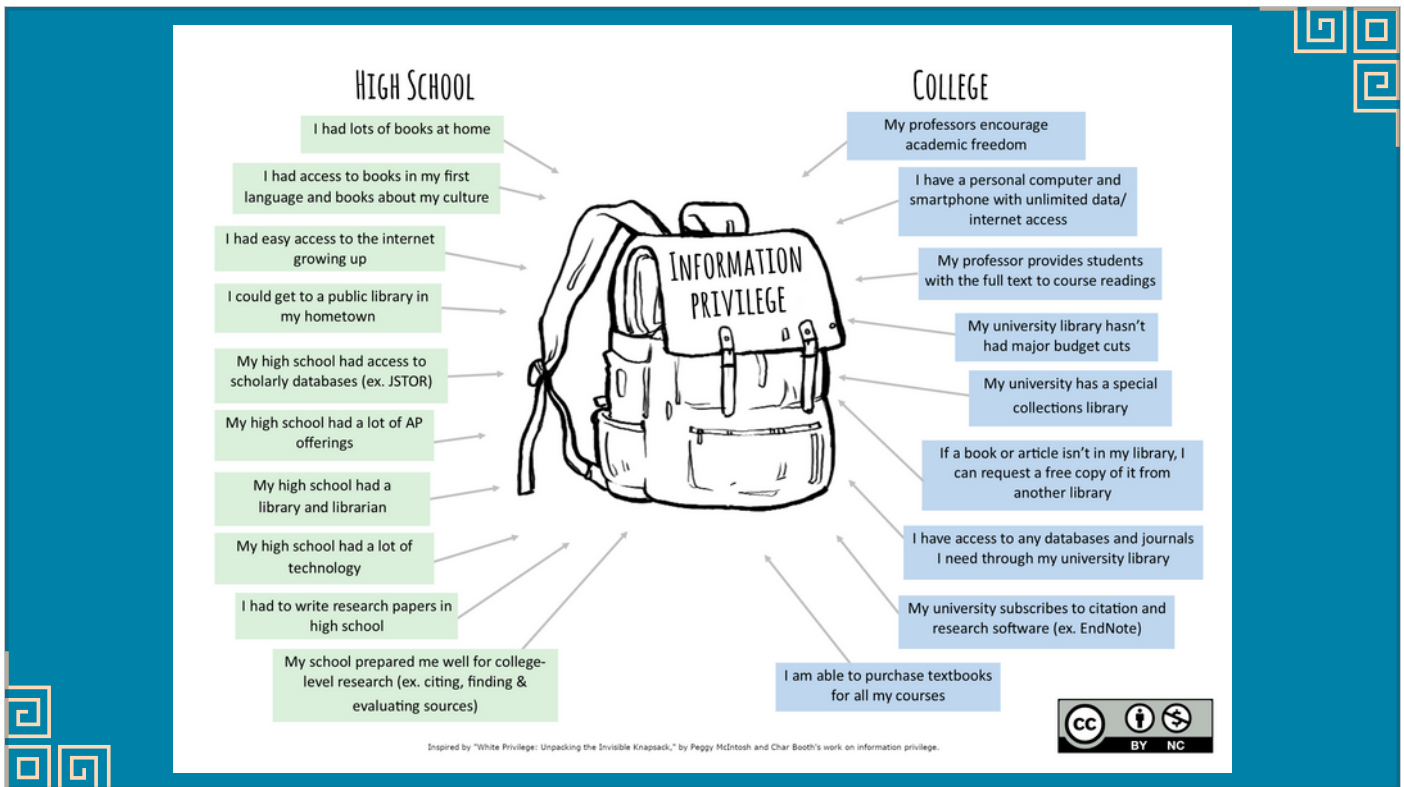 HIGH SCHOOL
I had lots of books at home
I had access to books in my first
language and books about my culture
I had easy access to the internet
growing up
I could get to a public library in
my hometown
My high school had access to
scholarly databases (ex. JSTOR)
My high school had a lot of AP
offerings
My high school had a
library and librarian
My high school had a lot of
technology
I had to write research papers in
high school
My school prepared me well for college-
level research (ex. citing, finding &
evaluating sources)
INFORMATION
PRIVILEGE
COLLEGE
My professors encourage
academic freedom
I have a personal computer and
smartphone with unlimited data/
internet access
My professor provides students
with the full text to course readings
My university library hasn't
had major budget cuts
My university has a special
collections library
If a book or article isn't in my library, I
can request a free copy of it from
another library
I have access to any databases and journals
I need through my university library
My university subscribes to citation and
research software (ex. EndNote)
I am able to purchase textbooks
for all my courses
Inspired by "White Privilege: Unpacking the Invisible Knapsack," by Peggy McIntosh and Char Booth's work on information privilege.
cc
BY NC